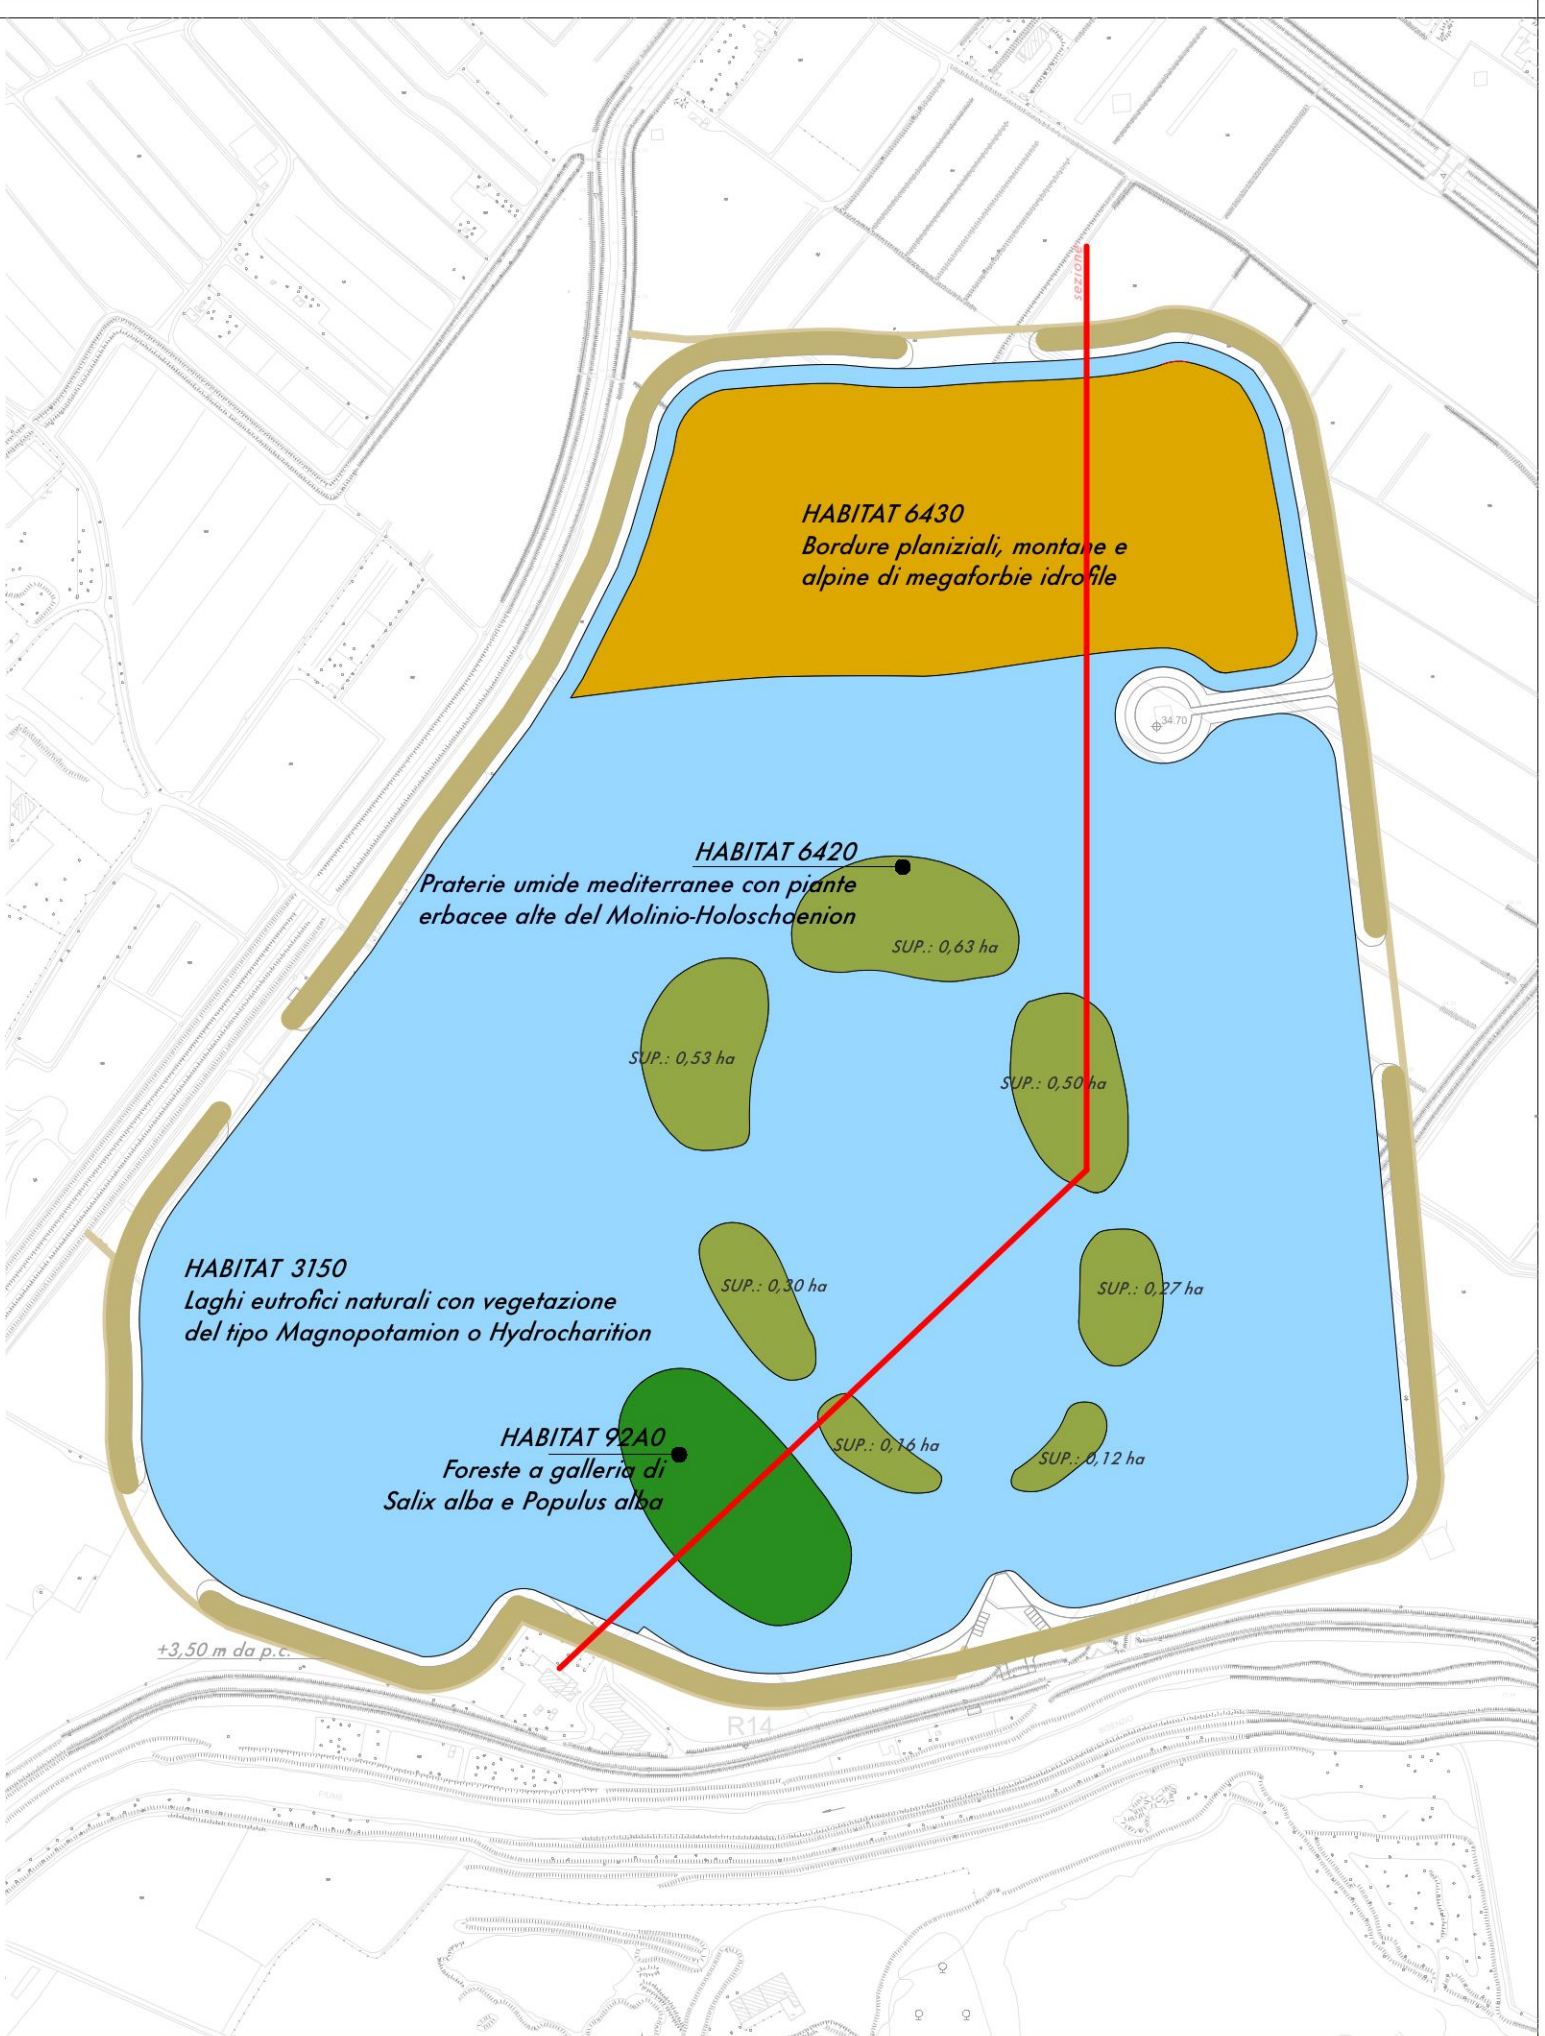 sezione
HABITAT 6430
Bordure planiziali, montane e
alpine di megaforbie idrofile
34.70
HABITAT 6420
Praterie umide mediterranee con piante
erbacee alte del Molinio-Holoschoenion
SUP.: 0,63 ha
SUP.: 0,53 ha
SUP.: 0,50 ha
HABITAT 3150
Laghi eutrofici naturali con vegetazione
del tipo Magnopotamion o Hydrocharition
SUP.: 0,30 ha
SUP.: 0,27 ha
HABITAT 92A0
Foreste a galleria di
Salix alba e Populus alba
SUP.: 0,16 ha
SUP.: 0,12 ha
+3,50 m da p.c.
R14
FIUME